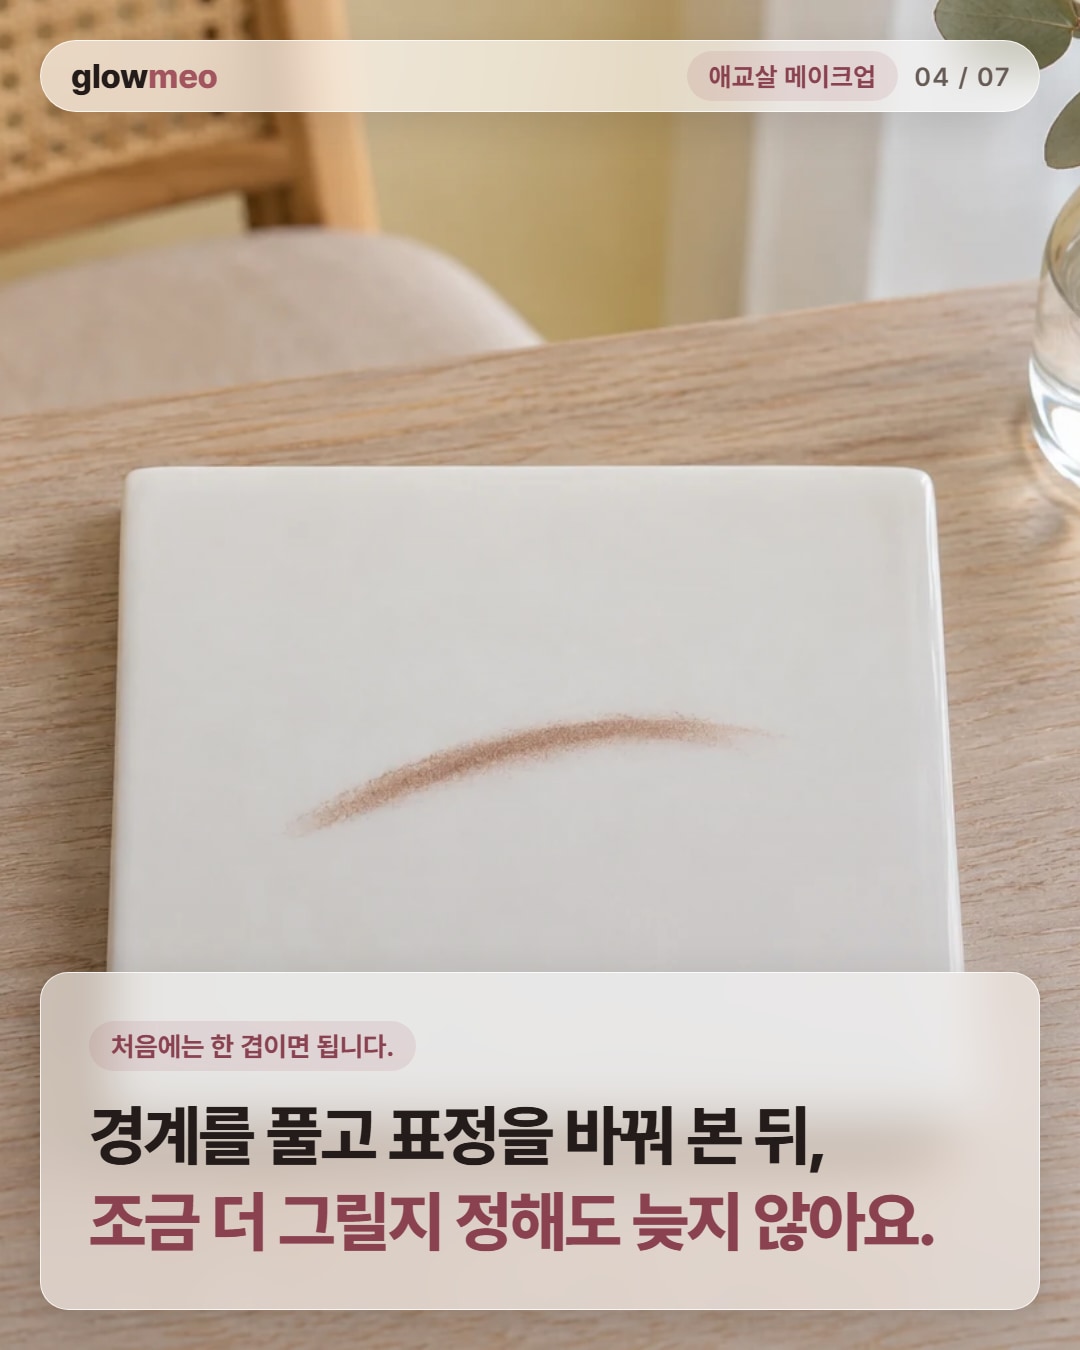 glowmeo
애교살 메이크업 04 / 07
처음에는 한 겹이면 됩니다.
경계를 풀고 표정을 바꿔 본 뒤,
조금 더 그릴지 정해도 늦지 않아요.